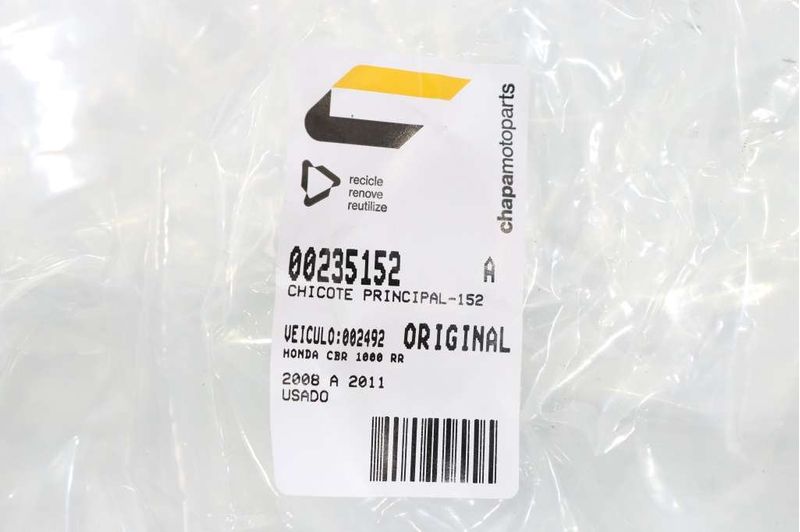 chapamotoparts
recicle
renove
reutilize
00235152 A
CHICOTE PRINCIPAL-152
VEICULO:002492 ORIGINAL
HONDA CBR 1000 RR
2008 A 2011
USADO